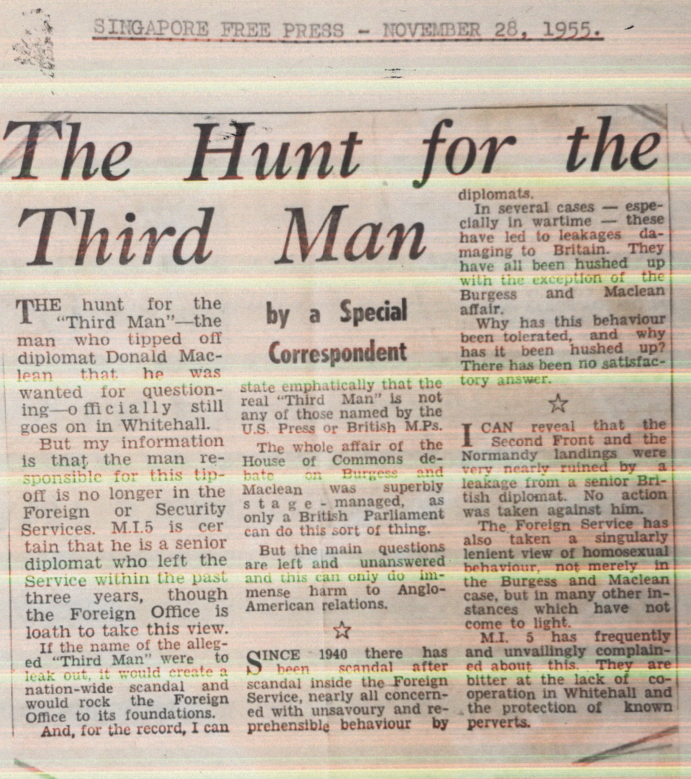 SINGAPORE FREE PRESS - NOVEMBER 28, 1955.
The Hunt for the
Third Man
THE hunt for the
"Third Man"—the
man who tipped off
diplomat Donald Mac-
lean that he was
wanted for question-
ing—officially still
goes on in Whitehall.
But my information
is that the man re-
sponsible for this tip-
off is no longer in the
Foreign or Security
Services. M.I.5 is cer
tain that he is a senior
diplomat who left the
Service within the past
three years, though
the Foreign Office is
loath to take this view.
If the name of the alleg-
ed "Third Man" were to
leak out, it would create a
nation-wide scandal and
would rock the Foreign
Office to its foundations.
And, for the record, I can
by a Special
Correspondent
state emphatically that the
real "Third Man" is not
any of those named by the
U.S. Press or British M.Ps.
The whole affair of the
House of Commons de-
bate on Burgess and
Maclean was superbly
stage-managed, as
only a British Parliament
can do this sort of thing.
But the main questions
are left and unanswered
and this can only do im-
mense harm to Anglo-
American relations.
SINCE 1940 there has
been scandal after
scandal inside the Foreign
Service, nearly all concern-
ed with unsavoury and re-
prehensible behaviour by
diplomats.
In several cases — espe-
cially in wartime — these
have led to leakages da-
maging to Britain. They
have all been hushed up
with the exception of the
Burgess and Maclean
affair.
Why has this behaviour
been tolerated, and why
has it been hushed up?
There has been no satisfac-
tory answer.
I CAN reveal that the
Second Front and the
Normandy landings were
very nearly ruined by a
leakage from a senior Bri-
tish diplomat. No action
was taken against him.
The Foreign Service has
also taken a singularly
lenient view of homosexual
behaviour, not merely in
the Burgess and Maclean
case, but in many other in-
stances which have not
come to light.
M.I. 5 has frequently
and unvailingly complain-
ed about this. They are
bitter at the lack of co-
operation in Whitehall and
the protection of known
perverts.